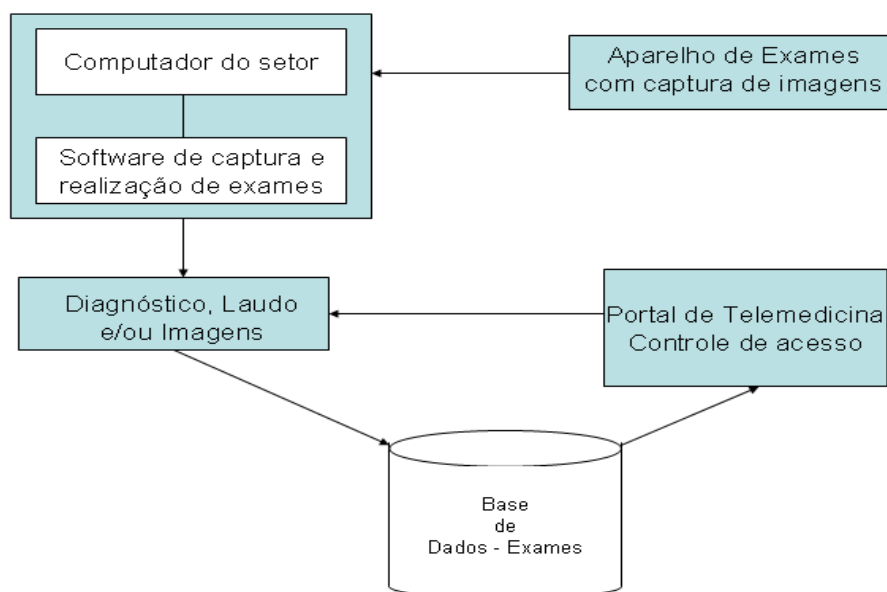 Computador do setor
Software de captura e
realização de exames
Aparelho de Exames
com captura de imagens
Diagnóstico, Laudo
e/ou Imagens
Portal de Telemedicina
Controle de acesso
Base
de
Dados - Exames